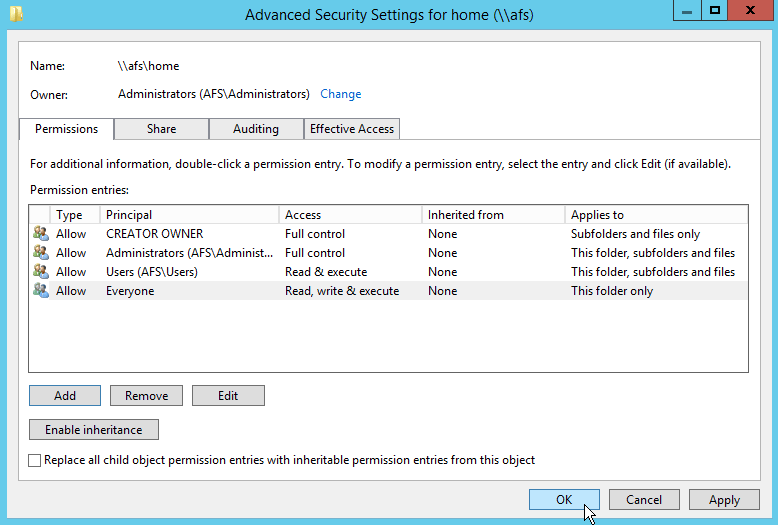 Advanced Security Settings for home (\\afs)
Name: \\afs\home
Owner: Administrators (AFS\Administrators) Change
Permissions Share Auditing Effective Access
For additional information, double-click a permission entry. To modify a permission entry, select the entry and click Edit (if available).
Permission entries:
Type Principal Access Inherited from Applies to
Allow CREATOR OWNER Full control None Subfolders and files only
Allow Administrators (AFS\Administ... Full control None This folder, subfolders and files
Allow Users (AFS\Users) Read & execute None This folder, subfolders and files
Allow Everyone Read, write & execute None This folder only
Add Remove Edit
Enable inheritance
Replace all child object permission entries with inheritable permission entries from this object
OK Cancel Apply